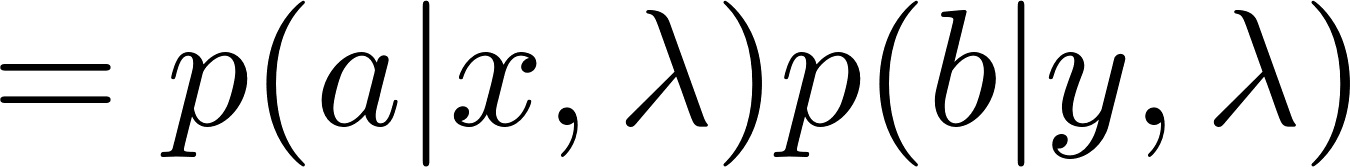 = p(a|x, λ)p(b|y, λ)